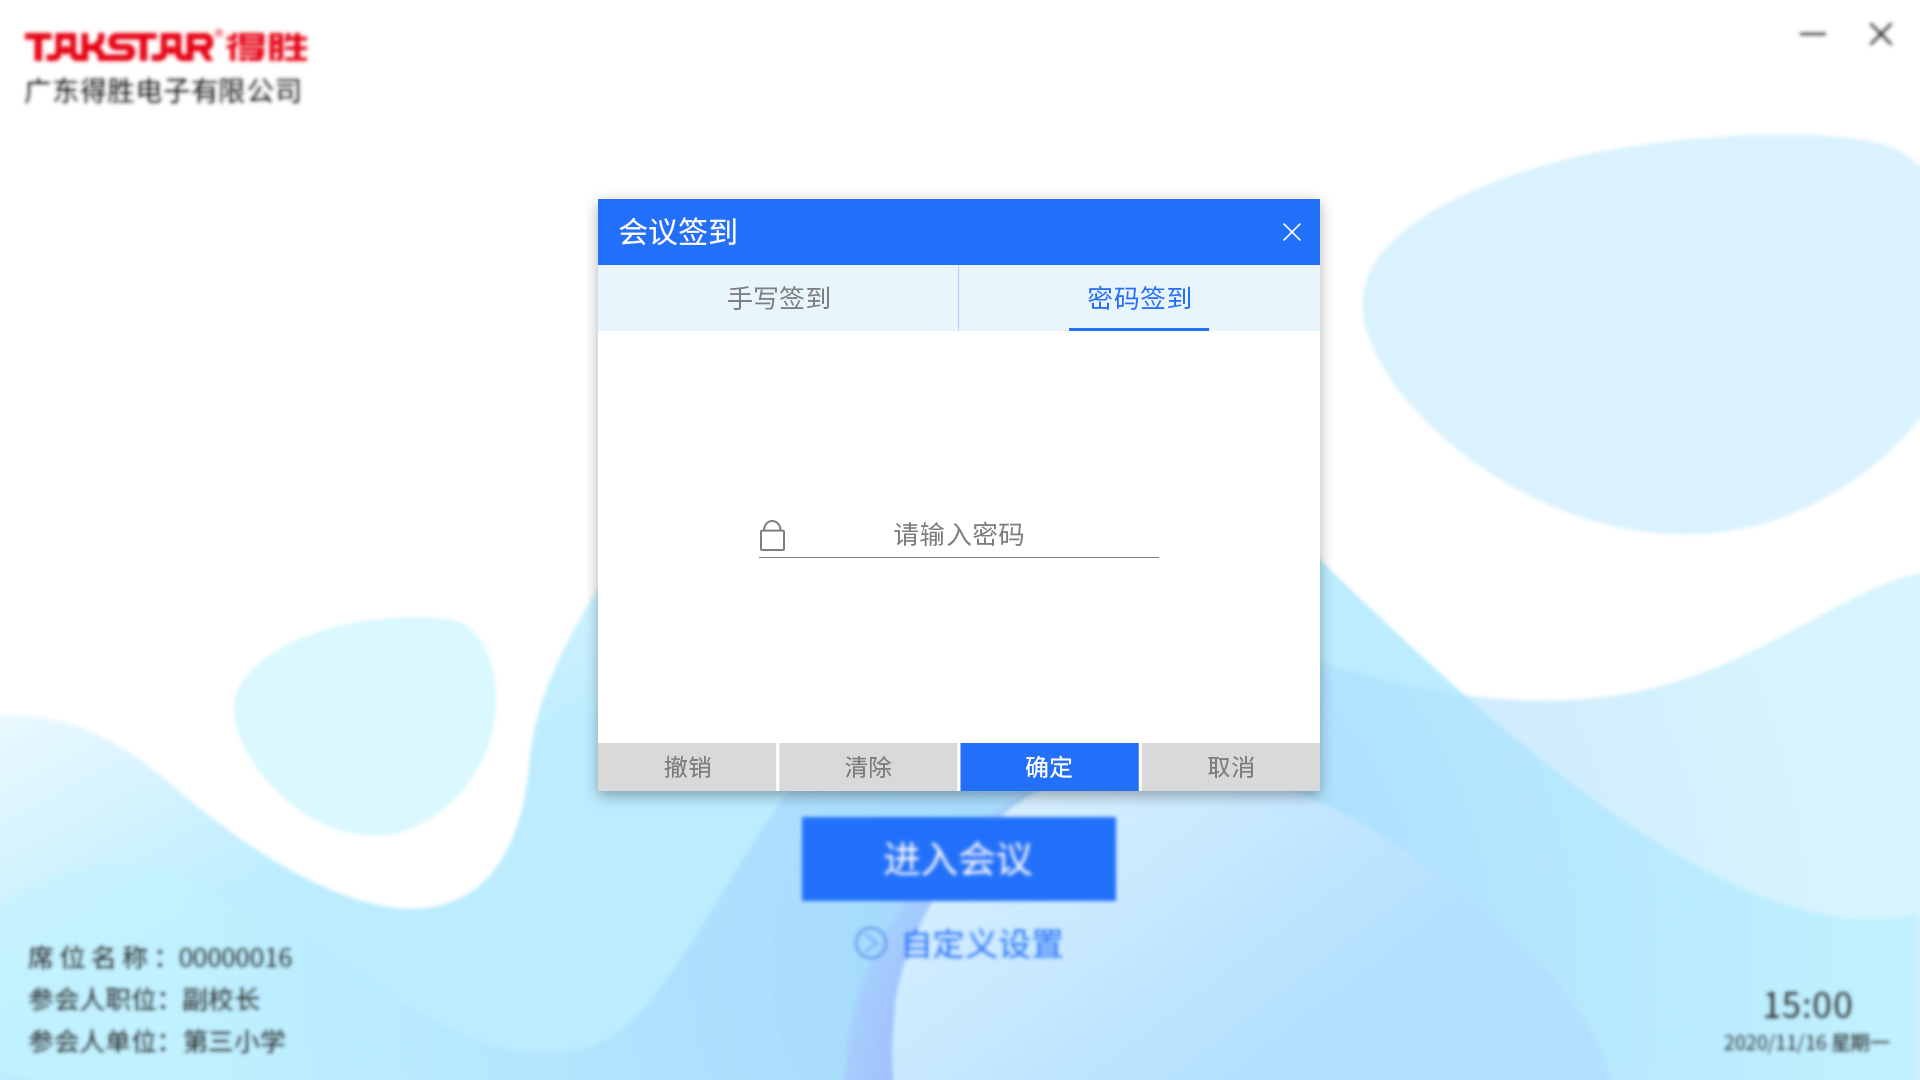 TAKSTAR®得胜
广东得胜电子有限公司
会议签到
手写签到
密码签到
请输入密码
撤销
清除
确定
取消
进入会议
自定义设置
席位名称：00000016
参会人职位：副校长
参会人单位：第三小学
15:00
2020/11/16 星期一